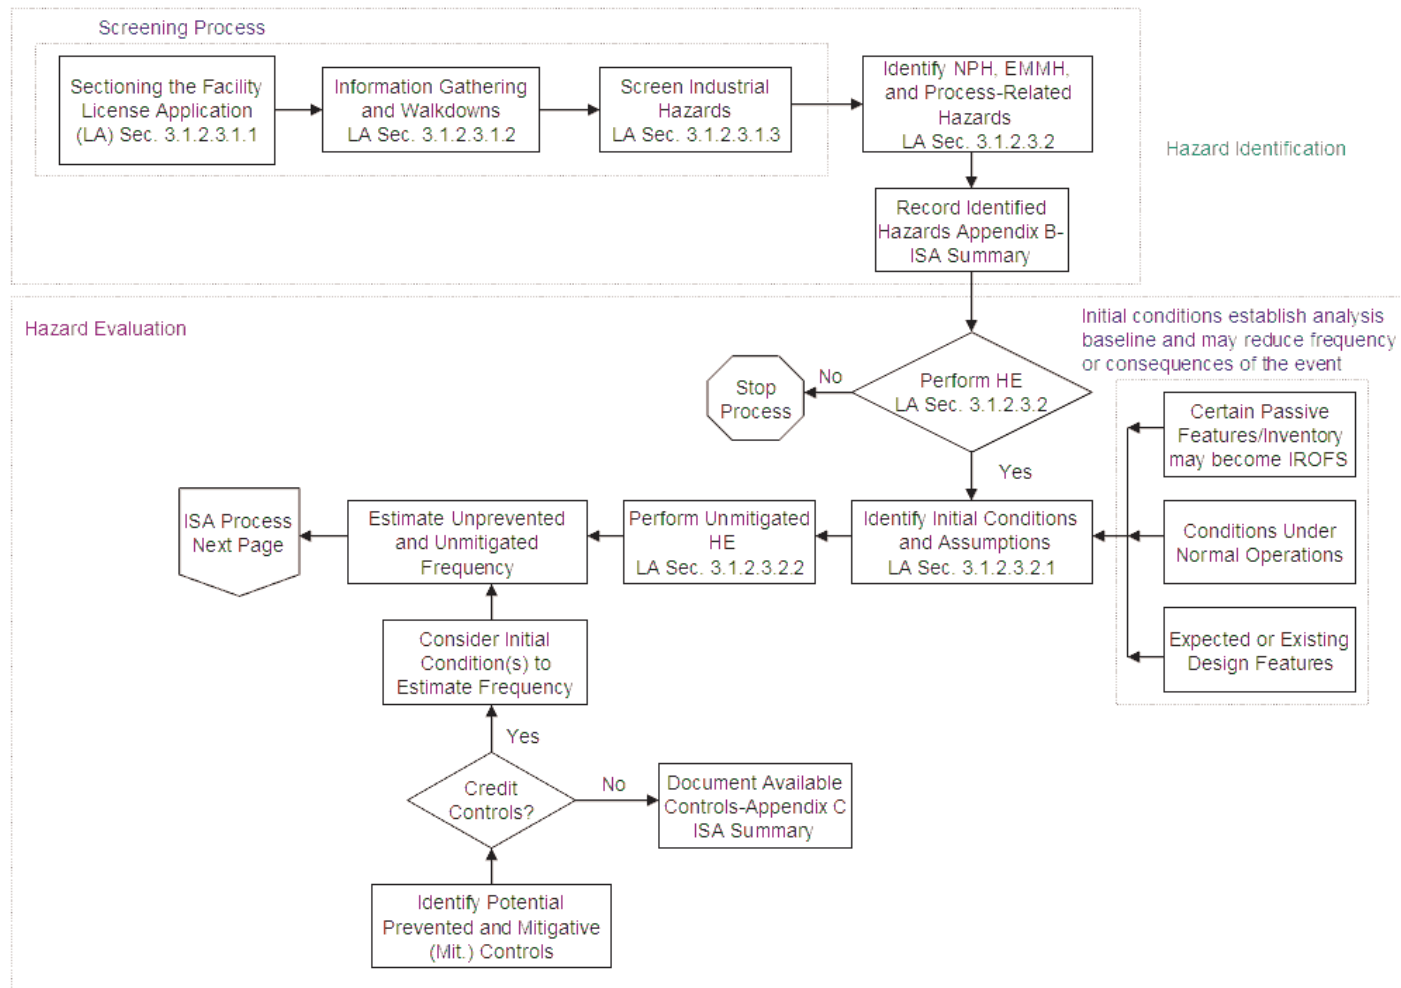 Screening Process
Sectioning the Facility
License Application
(LA) Sec. 3.1.2.3.1.1
Information Gathering
and Walkdowns
LA Sec. 3.1.2.3.1.2
Screen Industrial
Hazards
LA Sec. 3.1.2.3.1.3
Identify NPH, EMMH,
and Process-Related
Hazards
LA Sec. 3.1.2.3.2
Hazard Identification
Record Identified
Hazards Appendix B-
ISA Summary
Hazard Evaluation
Initial conditions establish analysis
baseline and may reduce frequency
or consequences of the event
Stop
Process
No
Perform HE
LA Sec. 3.1.2.3.2
Yes
Certain Passive
Features/Inventory
may become IROFS
ISA Process
Next Page
Estimate Unprevented
and Unmitigated
Frequency
Perform Unmitigated
HE
LA Sec. 3.1.2.3.2.2
Identify Initial Conditions
and Assumptions
LA Sec. 3.1.2.3.2.1
Conditions Under
Normal Operations
Consider Initial
Condition(s) to
Estimate Frequency
Expected or Existing
Design Features
Yes
Credit
Controls?
No
Document Available
Controls-Appendix C
ISA Summary
Identify Potential
Prevented and Mitigative
(Mit.) Controls